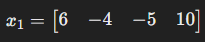 x₁ = [6 −4 −5 10]